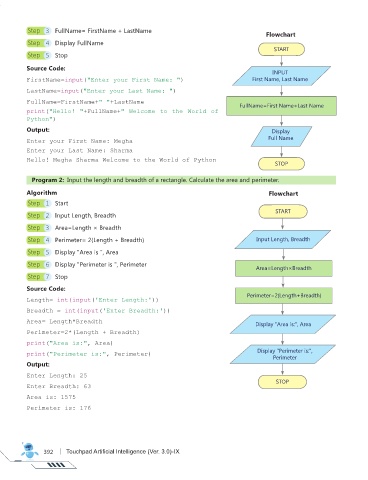 Step 3 FullName= FirstName + LastName
Step 4 Display FullName
Step 5 Stop
Source Code:
FirstName=input("Enter your First Name: ")
LastName=input("Enter your Last Name: ")
FullName=FirstName+" "+LastName
print("Hello! "+FullName+" Welcome to the World of
Python")
Output:
Enter your First Name: Megha
Enter your Last Name: Sharma
Hello! Megha Sharma Welcome to the World of Python
Flowchart
START
INPUT
First Name, Last Name
FullName=First Name+Last Name
Display
Full Name
STOP
Program 2: Input the length and breadth of a rectangle. Calculate the area and perimeter.
Algorithm
Step 1 Start
Step 2 Input Length, Breadth
Step 3 Area=Length × Breadth
Step 4 Perimeter= 2(Length + Breadth)
Step 5 Display "Area is ", Area
Step 6 Display "Perimeter is ", Perimeter
Step 7 Stop
Source Code:
Length= int(input('Enter Length:'))
Breadth = int(input('Enter Breadth:'))
Area= Length*Breadth
Perimeter=2*(Length + Breadth)
print("Area is:", Area)
print("Perimeter is:", Perimeter)
Output:
Enter Length: 25
Enter Breadth: 63
Area is: 1575
Perimeter is: 176
Flowchart
START
Input Length, Breadth
Area=Length×Breadth
Perimeter=2(Length+Breadth)
Display "Area is:", Area
Display "Perimeter is:",
Perimeter
STOP
392 | Touchpad Artificial Intelligence (Ver. 3.0)-IX